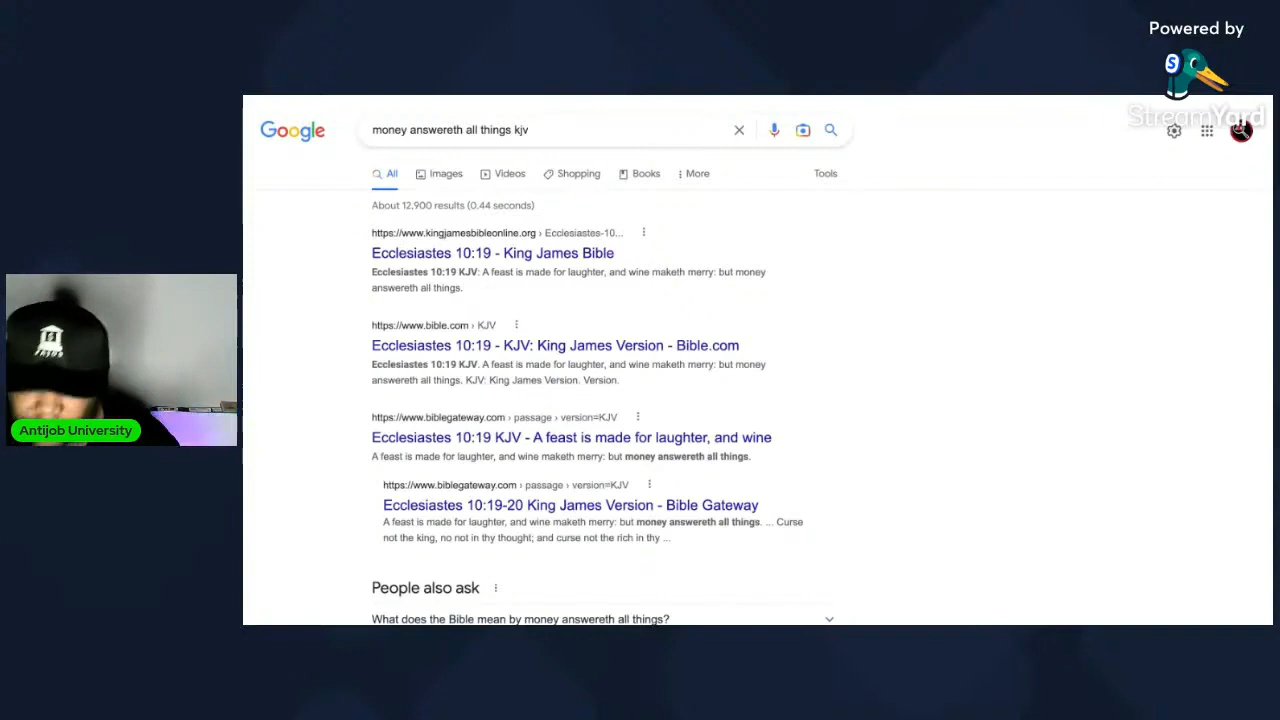 Powered by
S
StreamYard
Google
money answereth all things kjv
All
Images
Videos
Shopping
Books
More
Tools
About 12,900 results (0.44 seconds)
https://www.kingjamesbibleonline.org › Ecclesiastes-10...
Ecclesiastes 10:19 - King James Bible
Ecclesiastes 10:19 KJV: A feast is made for laughter, and wine maketh merry: but money
answereth all things.
https://www.bible.com › KJV
Ecclesiastes 10:19 - KJV: King James Version - Bible.com
Ecclesiastes 10:19 KJV. A feast is made for laughter, and wine maketh merry: but money
answereth all things. KJV: King James Version. Version.
https://www.biblegateway.com › passage › version=KJV
Ecclesiastes 10:19 KJV - A feast is made for laughter, and wine
A feast is made for laughter, and wine maketh merry: but money answereth all things.
https://www.biblegateway.com › passage › version=KJV
Ecclesiastes 10:19-20 King James Version - Bible Gateway
A feast is made for laughter, and wine maketh merry: but money answereth all things. ... Curse
not the king, no not in thy thought; and curse not the rich in thy ...
People also ask
What does the Bible mean by money answereth all things?
Antijob University